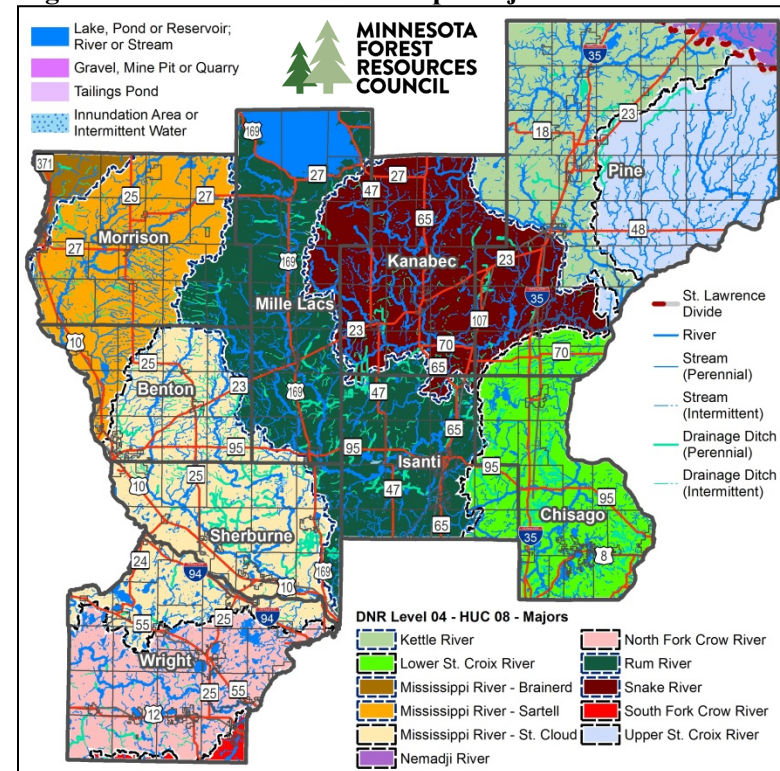 Lake, Pond or Reservoir;
River or Stream
Gravel, Mine Pit or Quarry
Tailings Pond
Innundation Area or
Intermittent Water
MINNESOTA
FOREST
RESOURCES
COUNCIL
35
23
18
Pine
48
169
27
27
47
27
65
371
25
27
Morrison
27
Kanabec
23
169
Mille Lacs
35
107
23
70
65
70
10
25
Benton
23
169
47
65
95
95
Isanti
47
65
95
95
Chisago
35
8
10
25
Sherburne
24
94
10
169
55
25
94
Wright
25
55
12
St. Lawrence
Divide
River
Stream
(Perennial)
Stream
(Intermittent)
Drainage Ditch
(Perennial)
Drainage Ditch
(Intermittent)
DNR Level 04 - HUC 08 - Majors
Kettle River
Lower St. Croix River
Mississippi River - Brainerd
Mississippi River - Sartell
Mississippi River - St. Cloud
Nemadji River
North Fork Crow River
Rum River
Snake River
South Fork Crow River
Upper St. Croix River